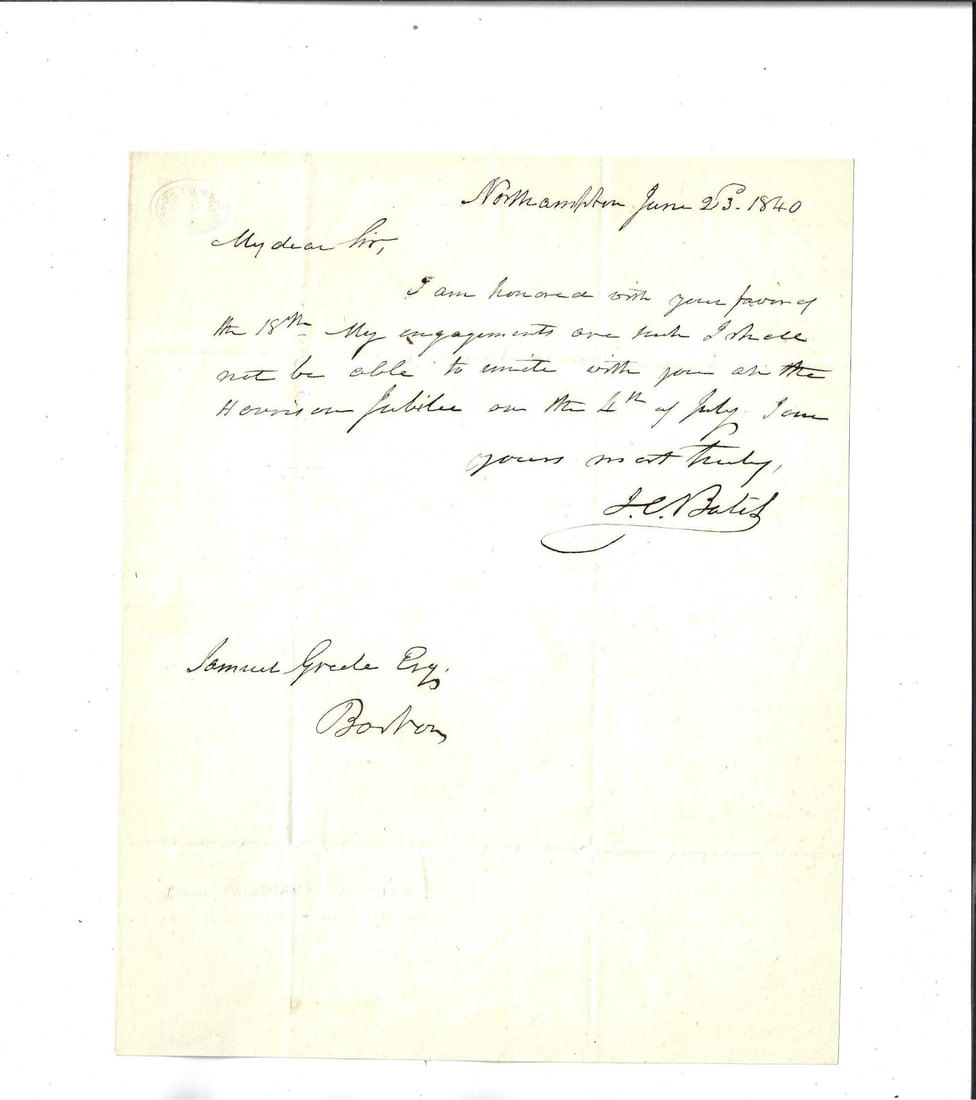 Northampton June 23d. 1840
My dear Sir,
I am honored with your favor of
the 18th My engagements are such I shall
not be able to unite with you at the
Harrison Jubilee on the 4th of July I am
yours most truly,
I. C. Bates
Samuel Greele Esq.
Boston